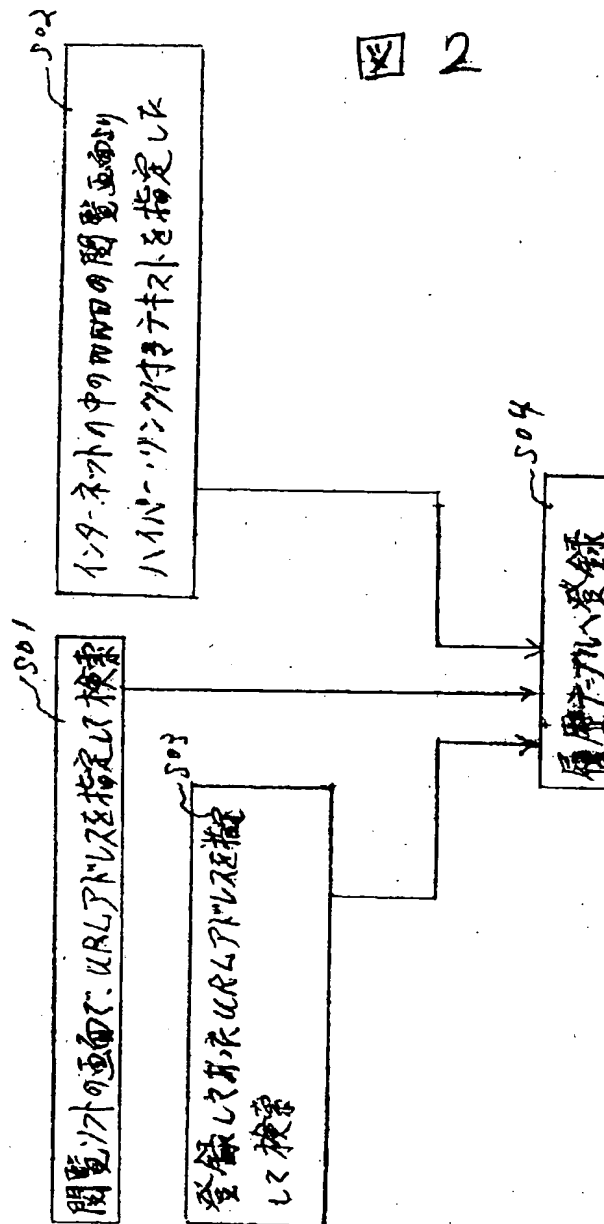 図 2
S01
閲覧ソフトの画面で、URLアドレスを指定して検索
S02
インターネットの中のWWWの閲覧画面より
ハイパー・リンク付きテキストを指定した
S03
登録してあったURLアドレスを指定
して検索
S04
履歴テーブルへ登録